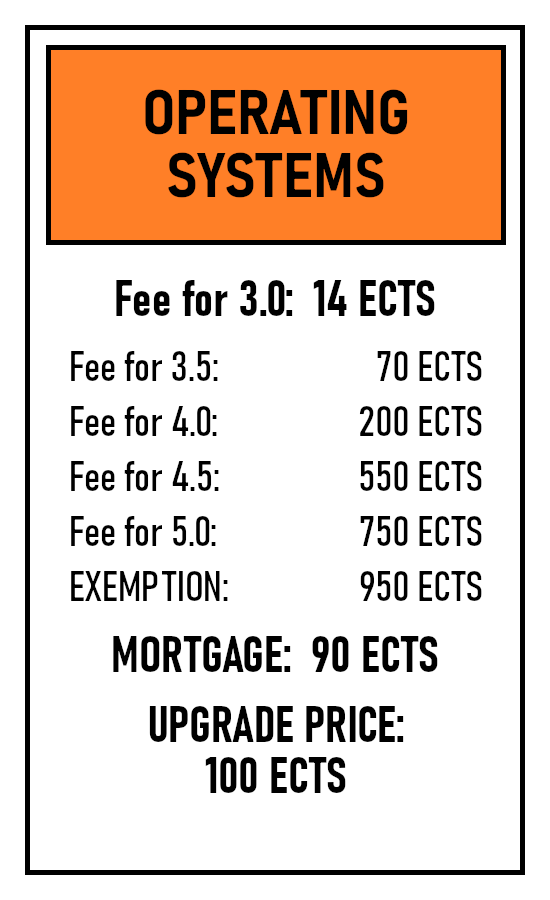 OPERATING
SYSTEMS
Fee for 3.0: 14 ECTS
Fee for 3.5: 70 ECTS
Fee for 4.0: 200 ECTS
Fee for 4.5: 550 ECTS
Fee for 5.0: 750 ECTS
EXEMPTION: 950 ECTS
MORTGAGE: 90 ECTS
UPGRADE PRICE:
100 ECTS